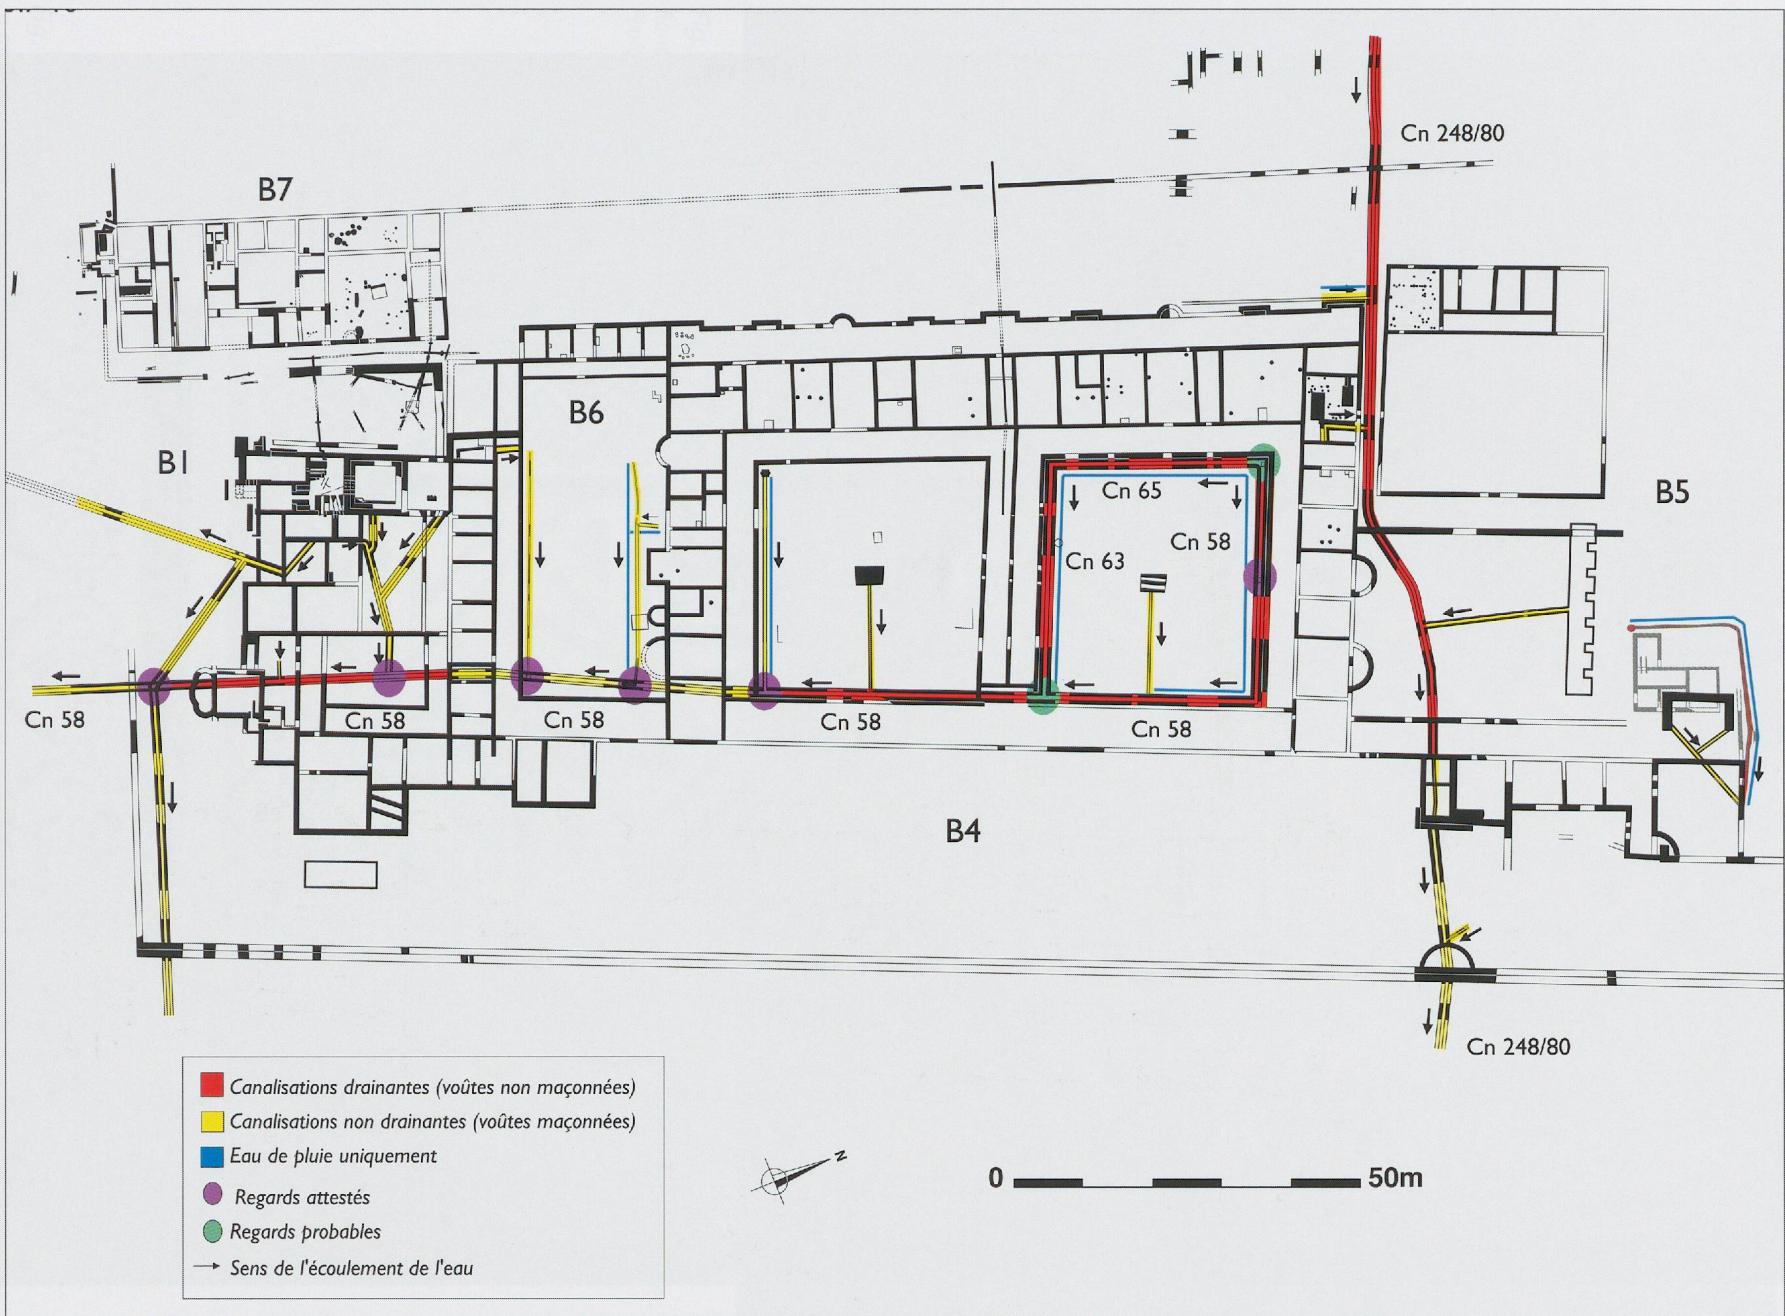 Cn 248/80
B7
B6
B1
Cn 65
B5
Cn 58
Cn 63
Cn 58
Cn 58
Cn 58
Cn 58
Cn 58
B4
Cn 248/80
Canalisations drainantes (voûtes non maçonnées)
Canalisations non drainantes (voûtes maçonnées)
Eau de pluie uniquement
Regards attestés
Regards probables
Sens de l'écoulement de l'eau
N
0 50m